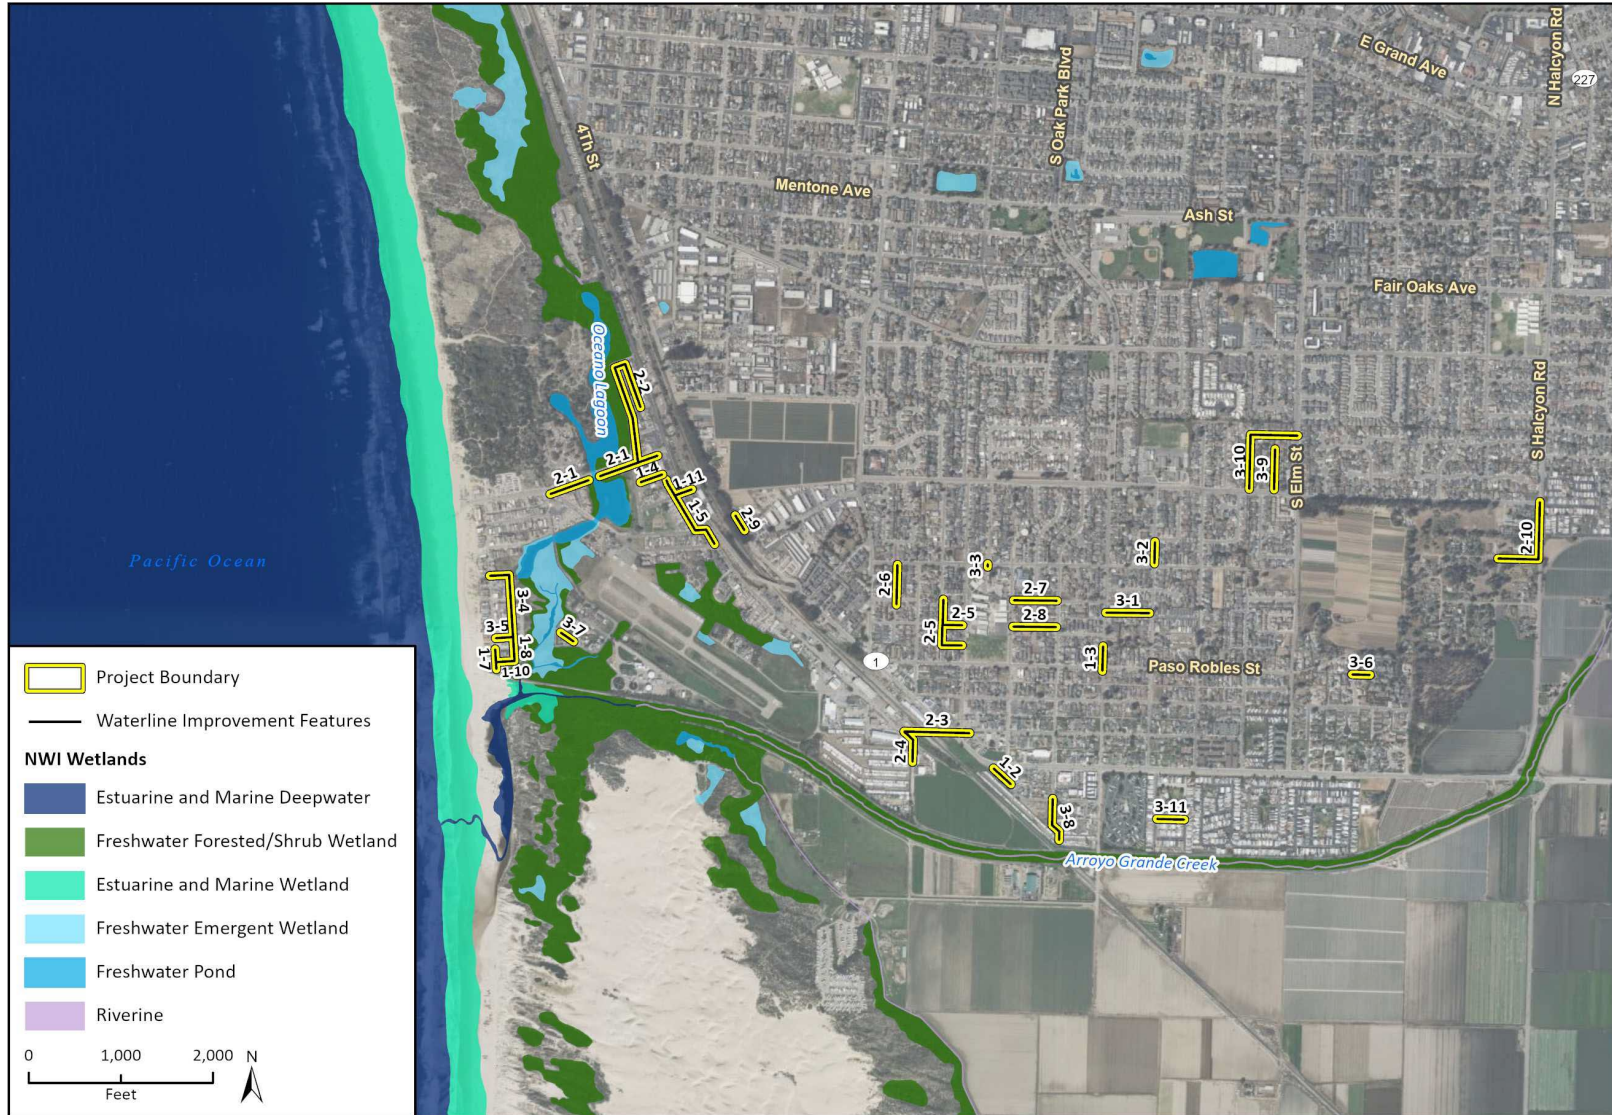 E Grand Ave
N Halcyon Rd
227
S Oak Park Blvd
4Th St
Mentone Ave
Ash St
Fair Oaks Ave
Oceano Lagoon
2-2
S Halcyon Rd
2-1
2-1
1-4
1-11
1-5
2-9
3-10
3-9
S Elm St
2-10
Pacific Ocean
3-2
3-3
2-6
2-7
3-4
3-1
2-5
2-5
2-8
3-5
3-7
1-8
1-7
1-10
1
1-3
Paso Robles St
3-6
2-3
2-4
1-2
3-8
3-11
Arroyo Grande Creek
Project Boundary
Waterline Improvement Features
NWI Wetlands
Estuarine and Marine Deepwater
Freshwater Forested/Shrub Wetland
Estuarine and Marine Wetland
Freshwater Emergent Wetland
Freshwater Pond
Riverine
0 1,000 2,000 N
Feet